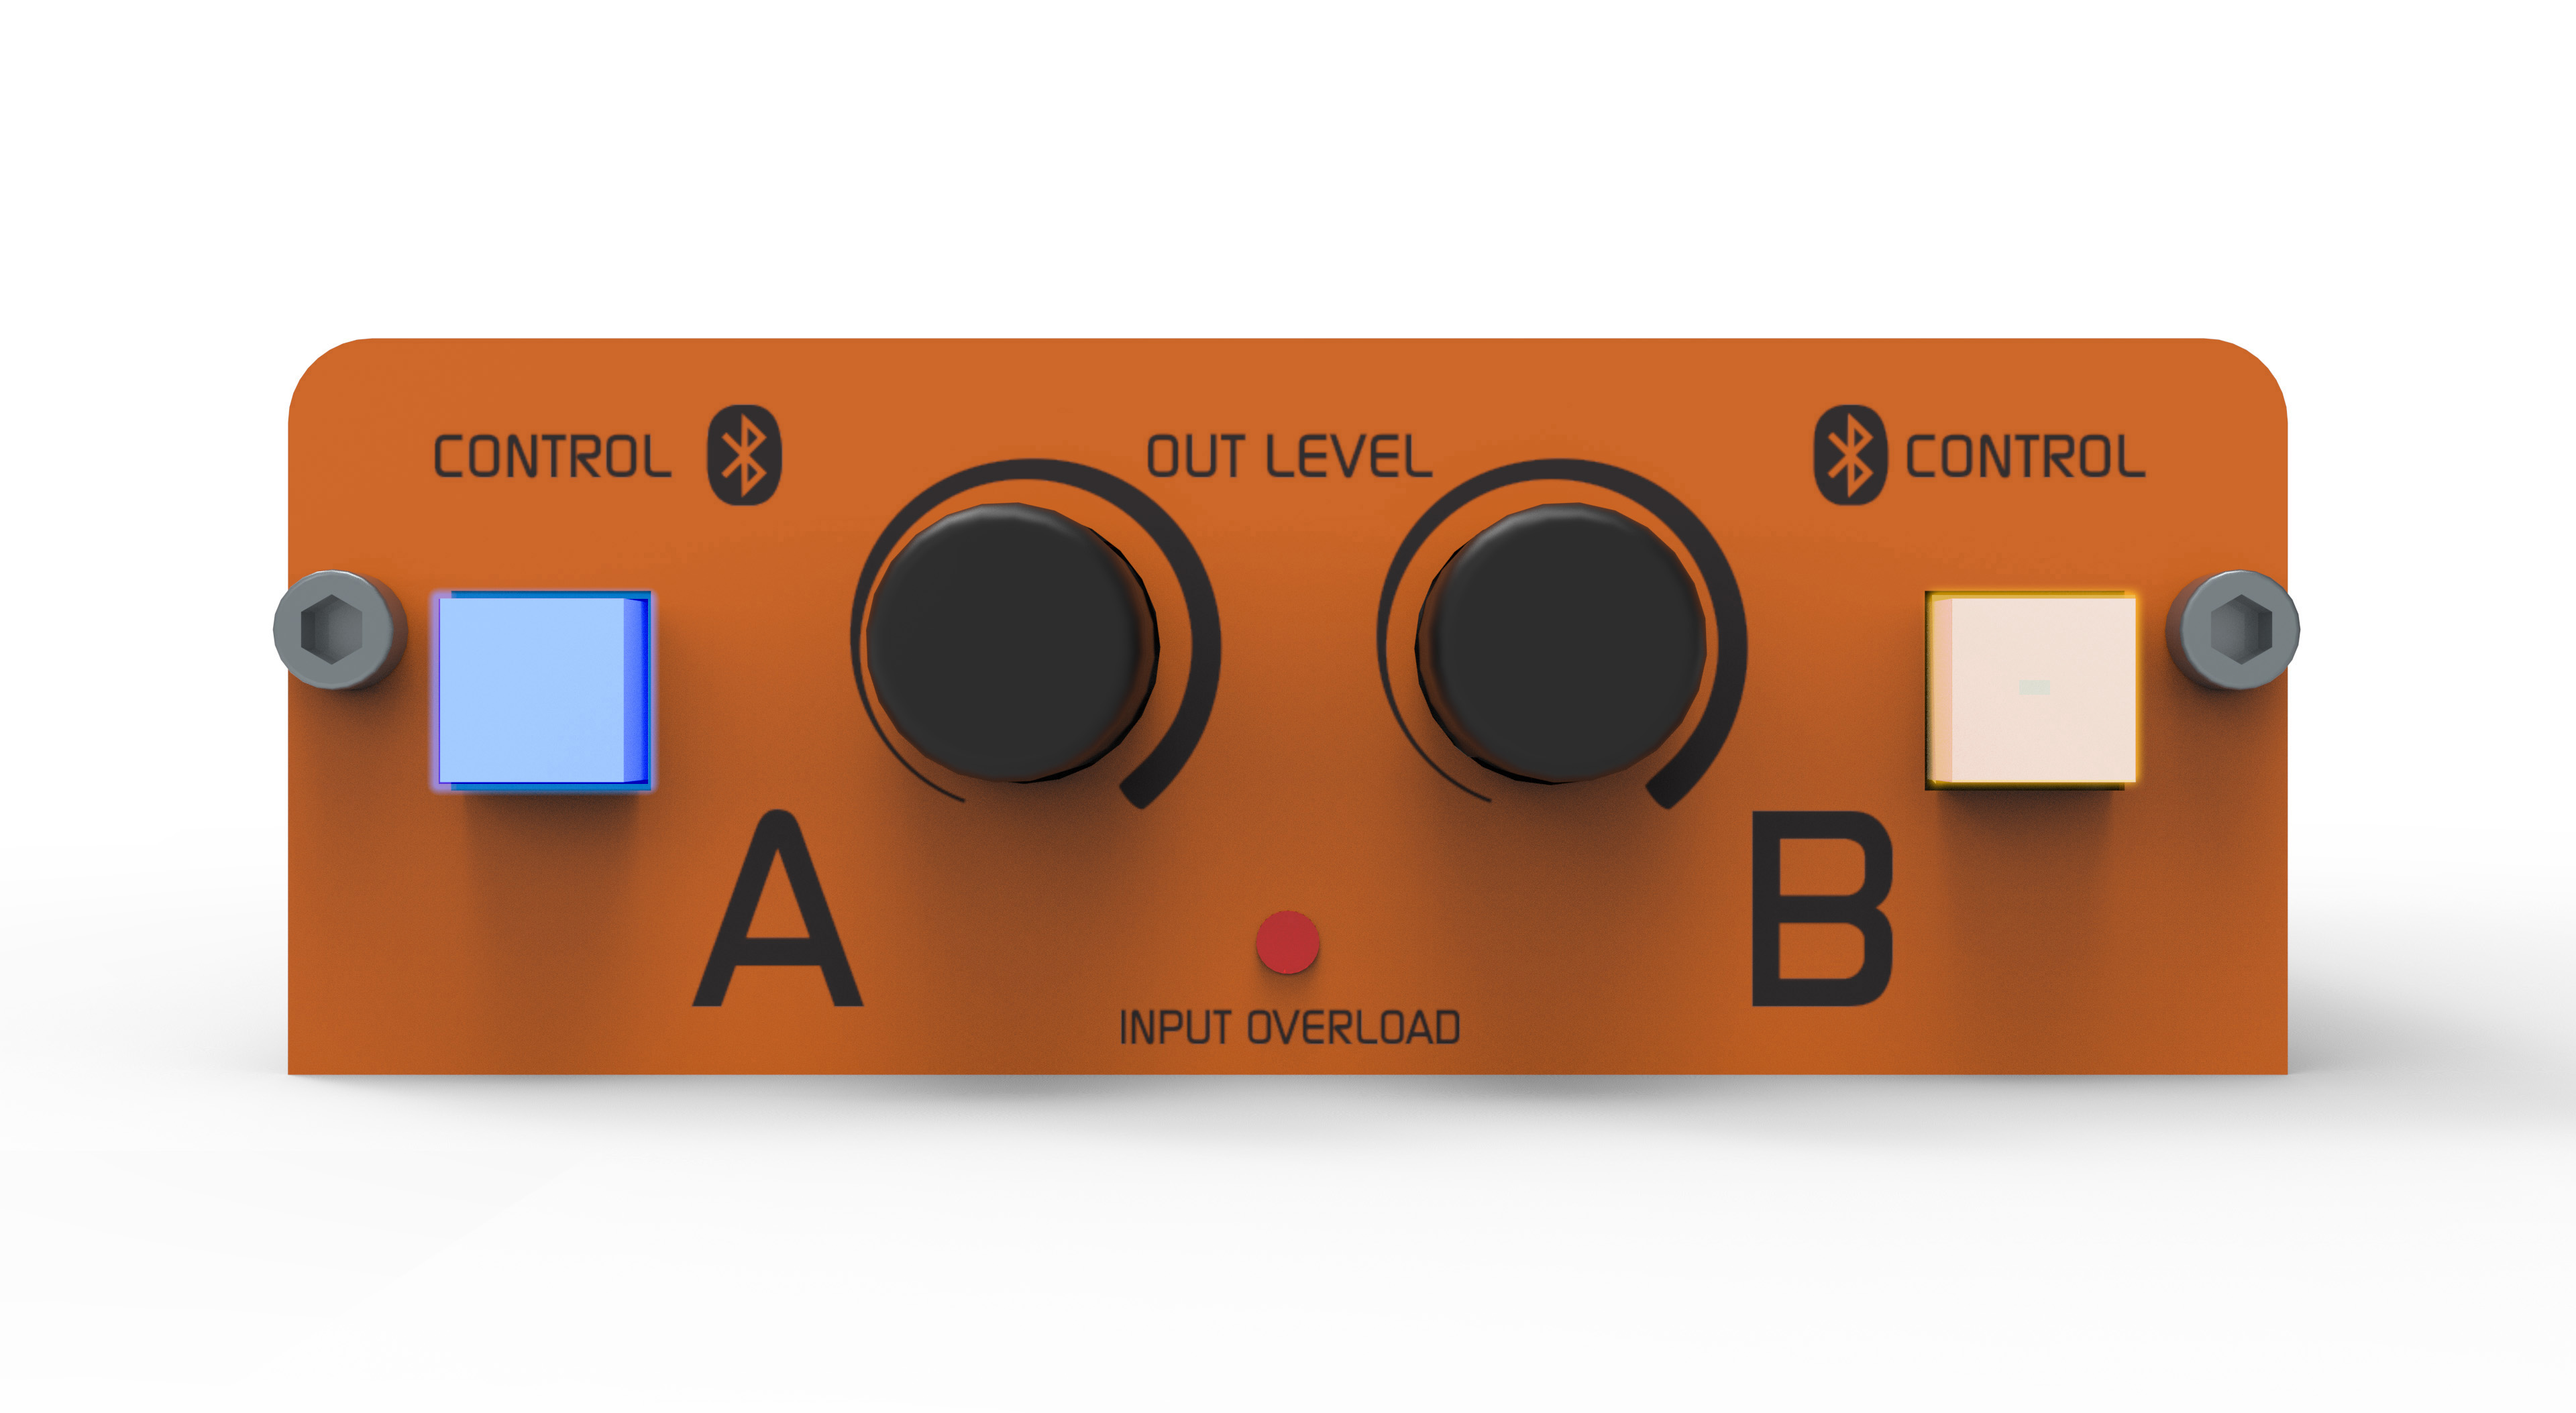 CONTROL
OUT LEVEL
CONTROL
A
B
INPUT OVERLOAD